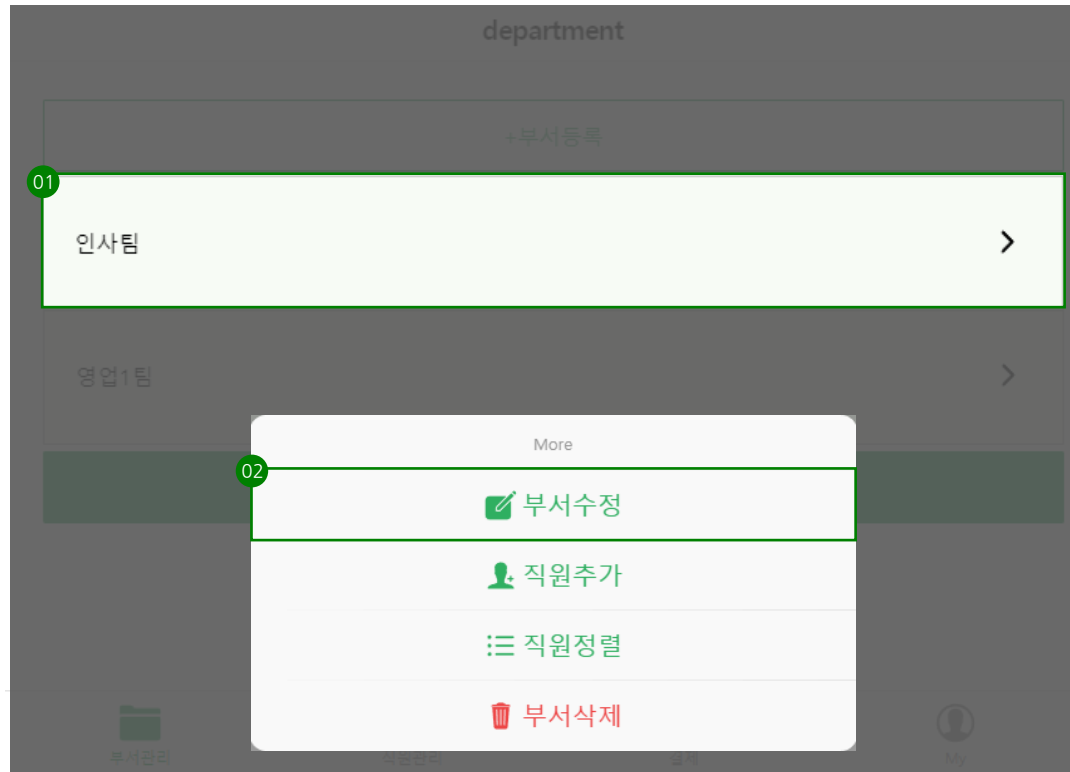 department
+부서등록
01
인사팀
영업1팀
More
02
부서수정
직원추가
직원정렬
부서삭제
부서관리
직원관리
결제
My